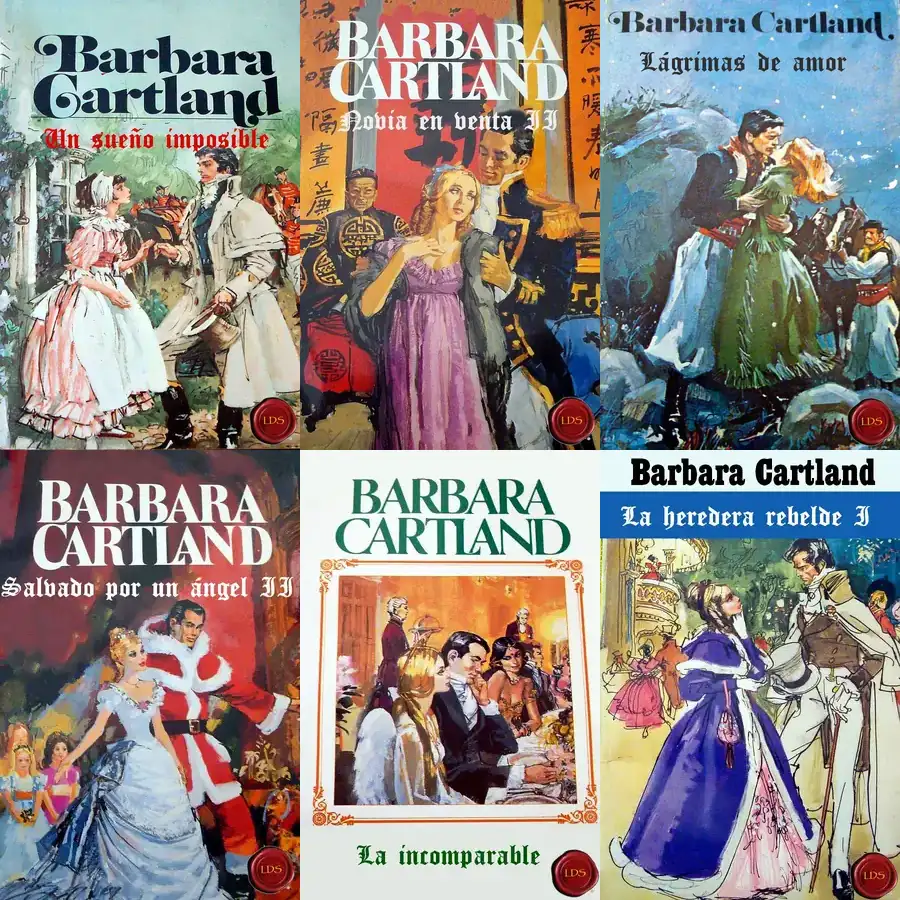 Barbara
Cartland
Un sueño imposible
LDS
BARBARA
CARTLAND
Novia en venta II
LDS
Barbara Cartland
Lágrimas de amor
LDS
BARBARA
CARTLAND
Salvado por un ángel II
LDS
BARBARA
CARTLAND
La incomparable
LDS
Barbara Cartland
La heredera rebelde I
LDS